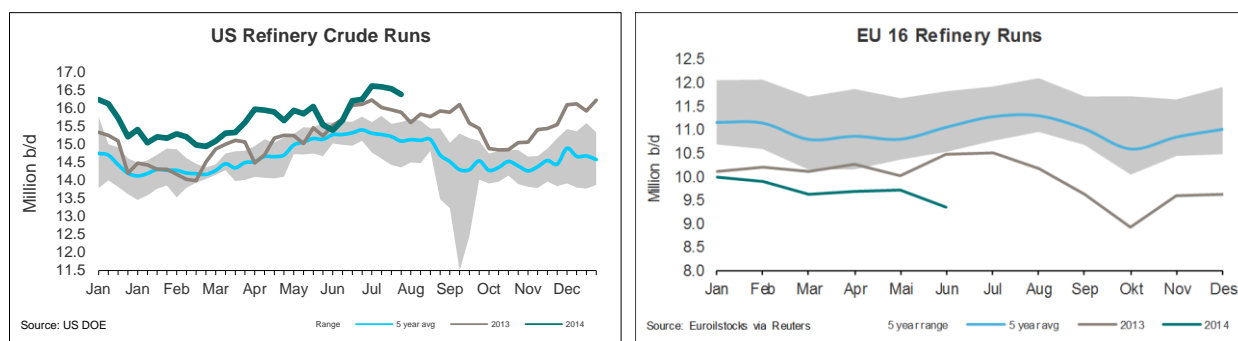 US Refinery Crude Runs
Million b/d
17.0
16.5
16.0
15.5
15.0
14.5
14.0
13.5
13.0
12.5
12.0
11.5
Jan Jan Feb Mar Apr May Jun Jul Aug Sep Oct Nov Dec
Source: US DOE
Range 5 year avg 2013 2014
EU 16 Refinery Runs
Million b/d
12.5
12.0
11.5
11.0
10.5
10.0
9.5
9.0
8.5
8.0
Jan Feb Mar Apr Mai Jun Jul Aug Sep Okt Nov Des
Source: Euroilstocks via Reuters
5 year range 5 year avg 2013 2014